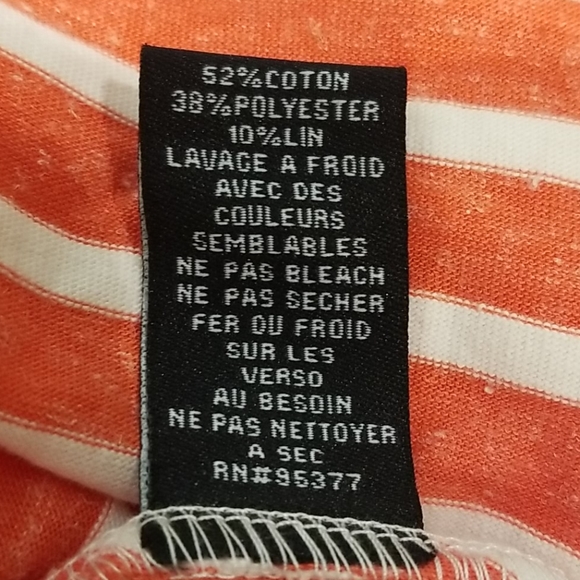 52%COTON
38%POLYESTER
10%LIN
LAVAGE A FROID
AVEC DES
COULEURS
SEMBLABLES
NE PAS BLEACH
NE PAS SECHER
FER OU FROID
SUR LES
VERSO
AU BESOIN
NE PAS NETTOYER
A SEC
RN#95377